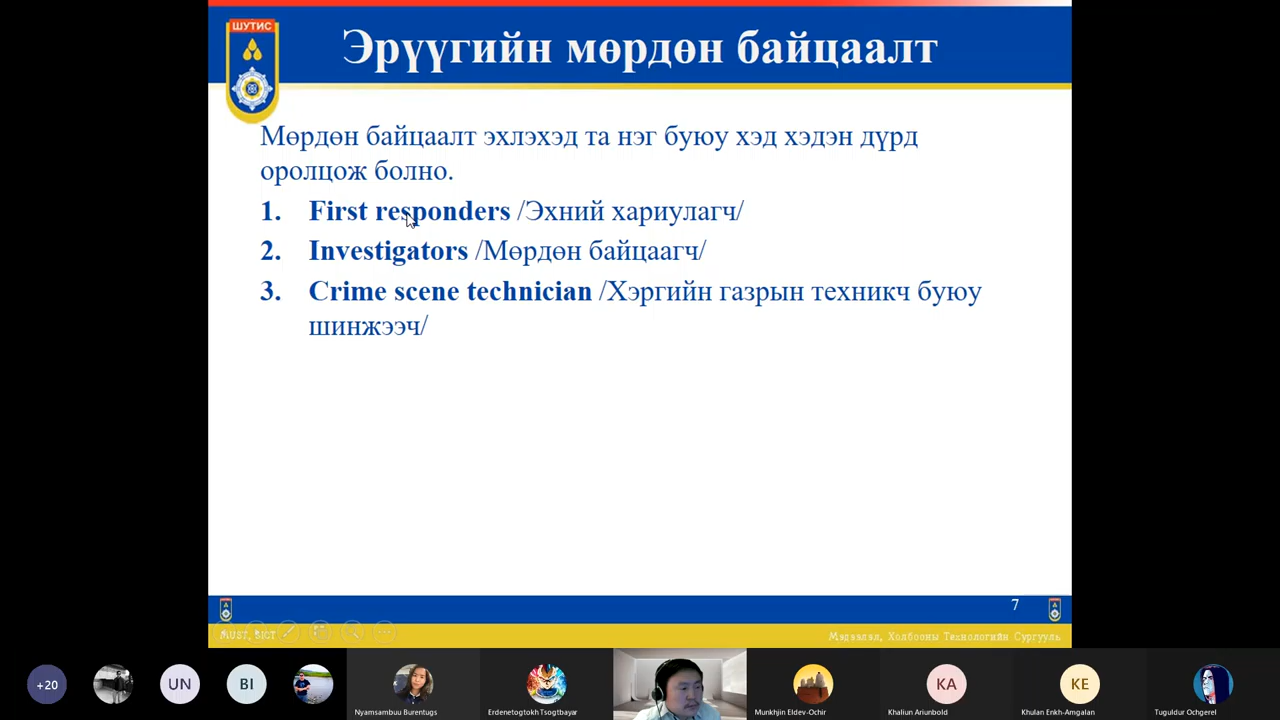 ШУТИС
Эрүүгийн мөрдөн байцаалт
Мөрдөн байцаалт эхлэхэд та нэг буюу хэд хэдэн дүрд
оролцож болно.
1. First responders /Эхний хариулагч/
2. Investigators /Мөрдөн байцаагч/
3. Crime scene technician /Хэргийн газрын техникч буюу
шинжээч/
7
MUST, SICT
Мэдээлэл, Холбооны Технологийн Сургууль
+20
UN
BI
Nyamsambuu Burentugs
Erdenetogtokh Tsogtbayar
Munkhjin Eldev-Ochir
KA
Khaliun Ariunbold
KE
Khulan Enkh-Amgalan
Tuguldur Ochgerel